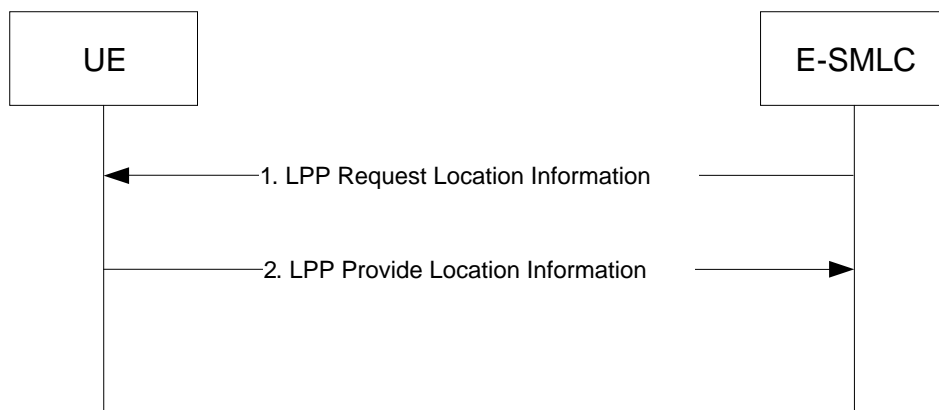 UE
E-SMLC
1. LPP Request Location Information
2. LPP Provide Location Information